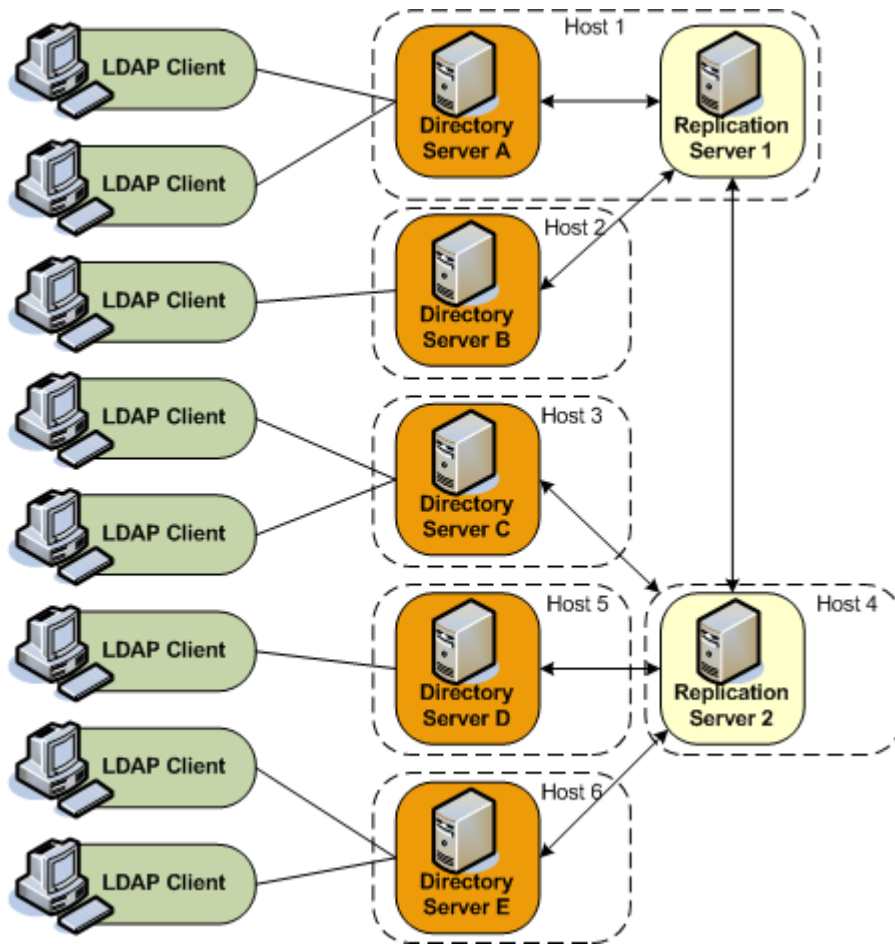 Host 1
LDAP Client
Directory
Server A
Replication
Server 1
LDAP Client
Host 2
LDAP Client
Directory
Server B
Host 3
LDAP Client
Directory
Server C
LDAP Client
Host 5
Host 4
LDAP Client
Directory
Server D
Replication
Server 2
LDAP Client
Host 6
LDAP Client
Directory
Server E